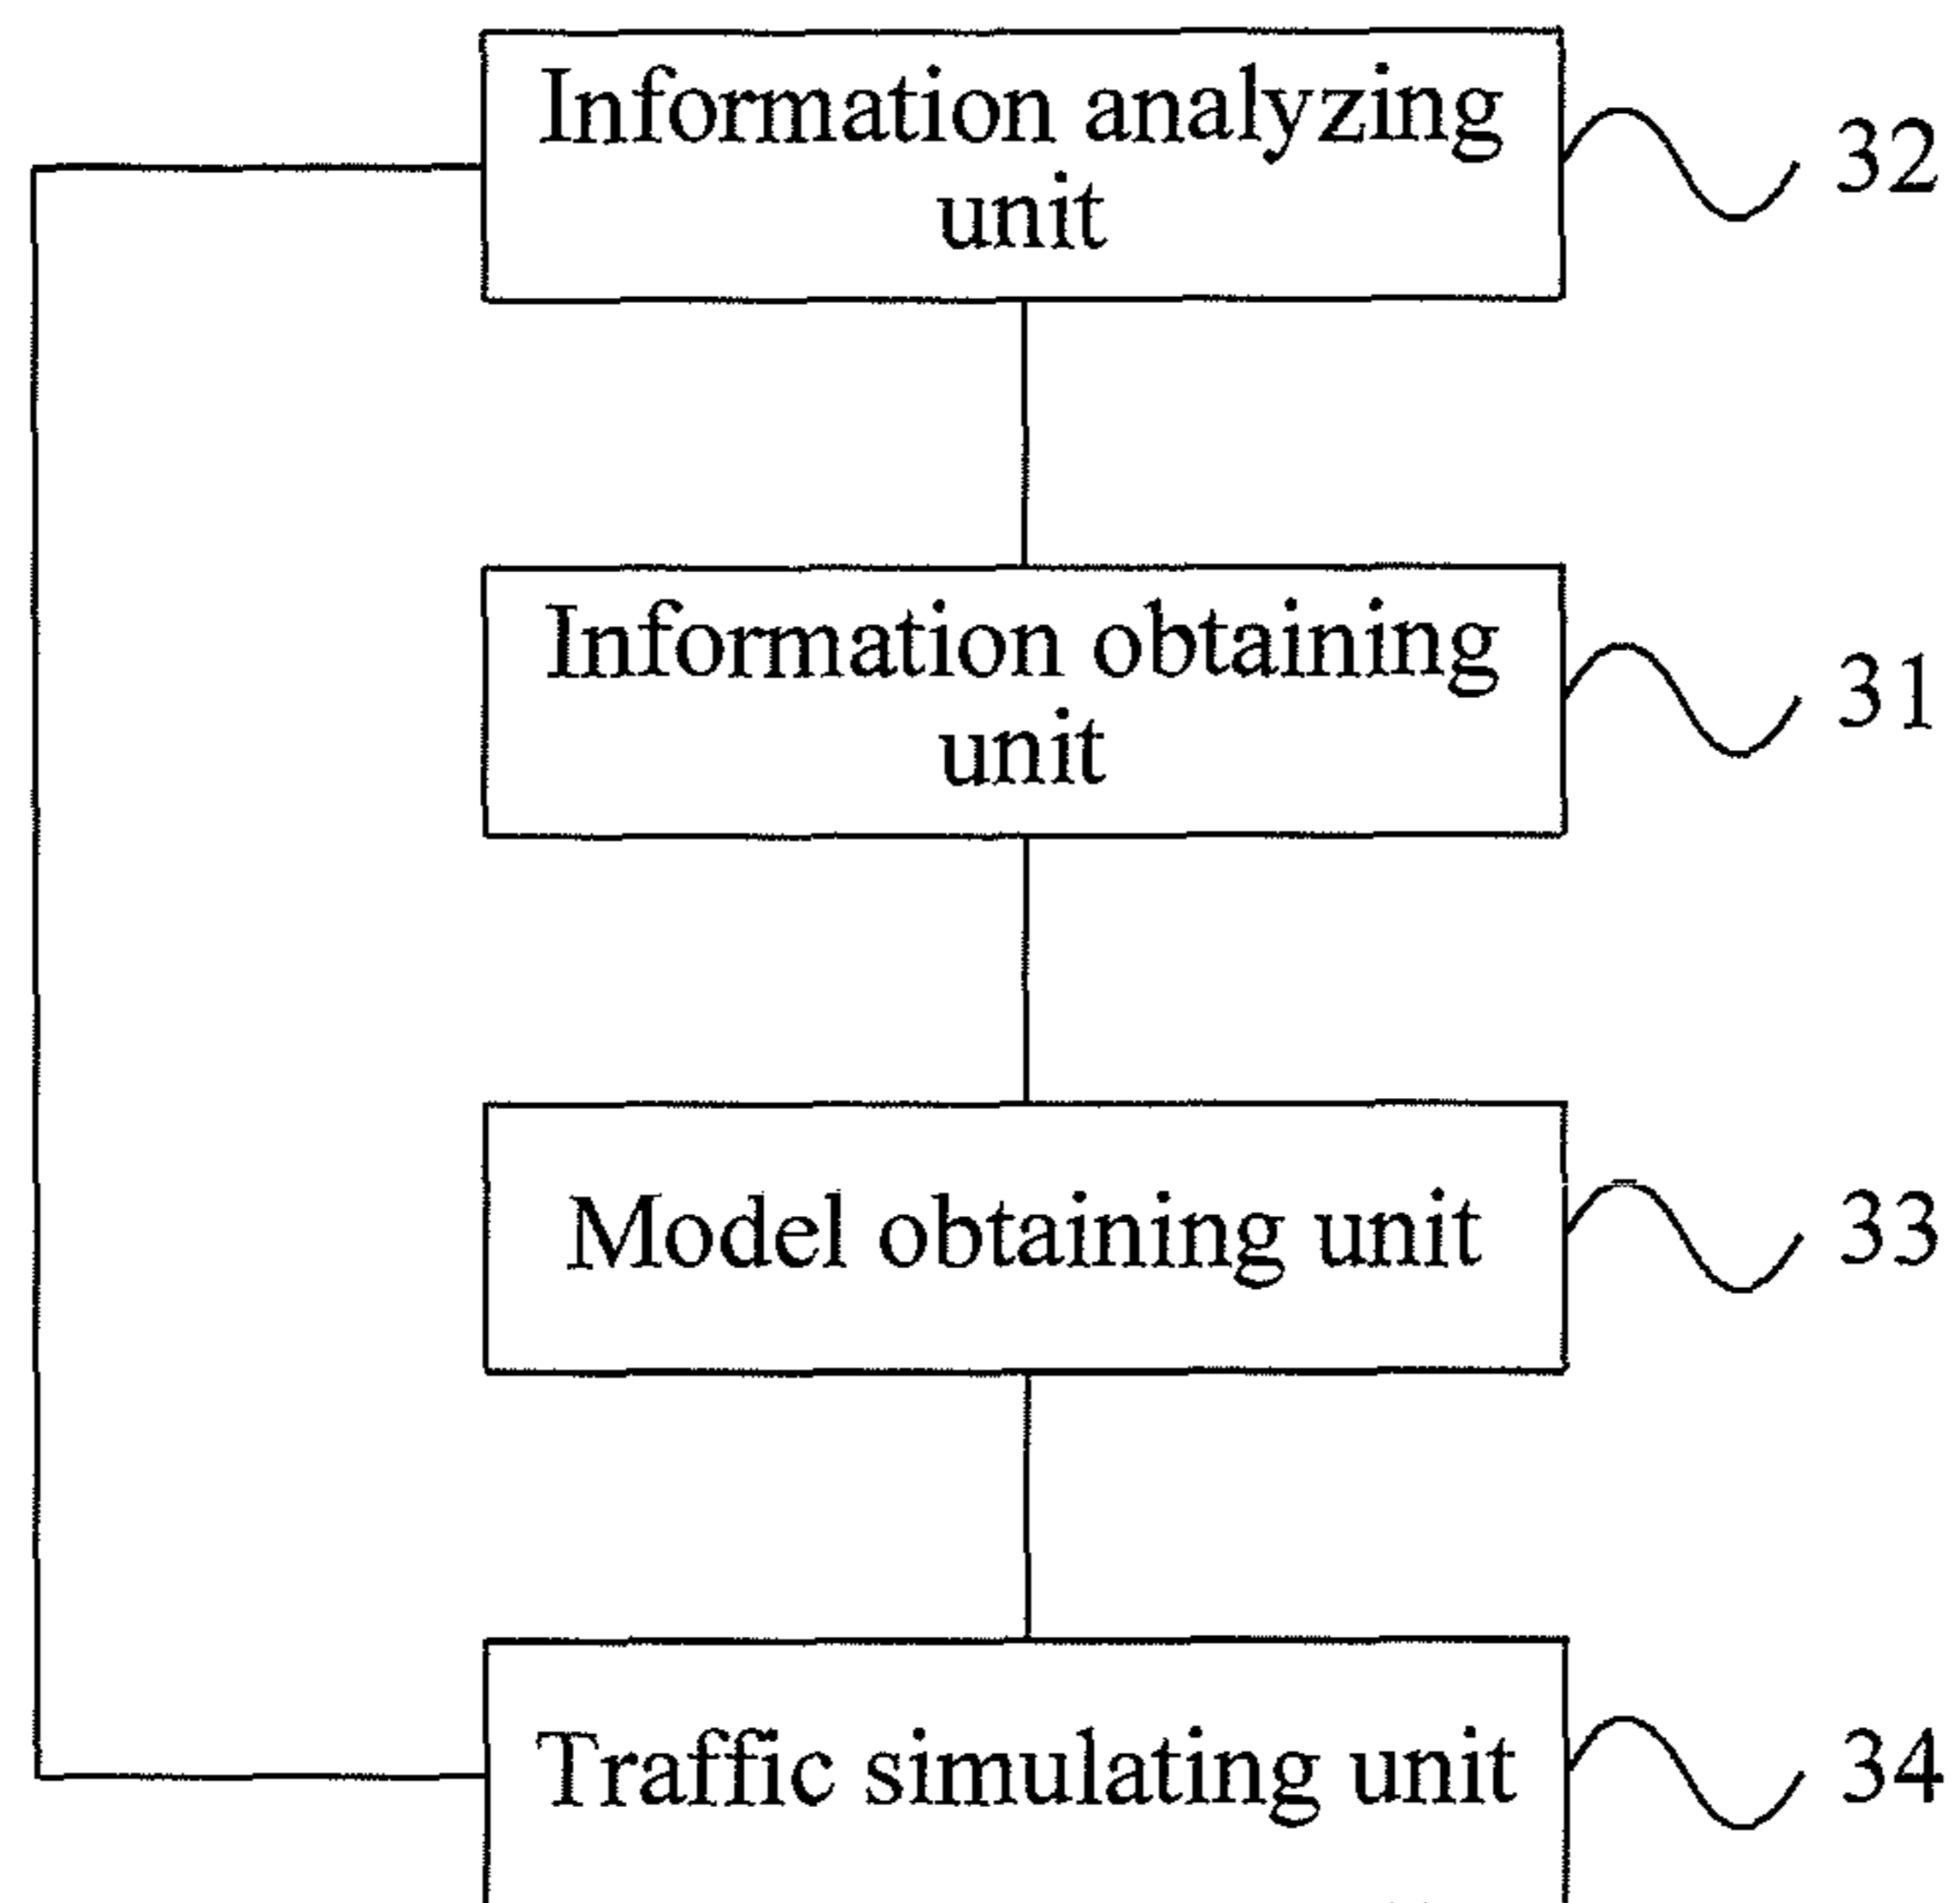 Information analyzing
unit
32
Information obtaining
unit
31
Model obtaining unit
33
Traffic simulating unit
34